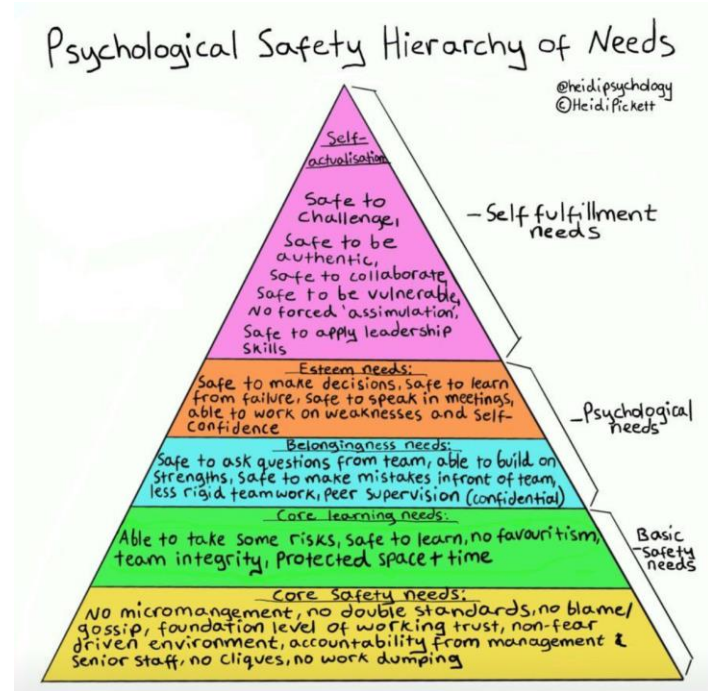 Psychological Safety Hierarchy of Needs
@heidipsychology
©HeidiPickett
Self-
actualisation
Safe to
challenge,
Safe to be
authentic,
Safe to collaborate,
Safe to be vulnerable,
No forced 'assimulation',
Safe to apply leadership
Skills
- Self fulfillment
needs
Esteem needs:
Safe to make decisions, safe to learn
from failure, safe to speak in meetings,
able to work on weaknesses and self-
confidence
- Psychological
needs
Belongingness needs:
Safe to ask questions from team, able to build on
Strengths, safe to make mistakes infront of team,
less rigid teamwork, peer supervision (confidential)
Core learning needs:
Able to take some risks, safe to learn, no favouritism,
team integrity, protected space + time
Basic
- safety
needs
Core Safety needs:
No micromangement, no double standards, no blame/
gossip, foundation level of working trust, non-fear
driven environment, accountability from management &
Senior staff, no cliques, no work dumping